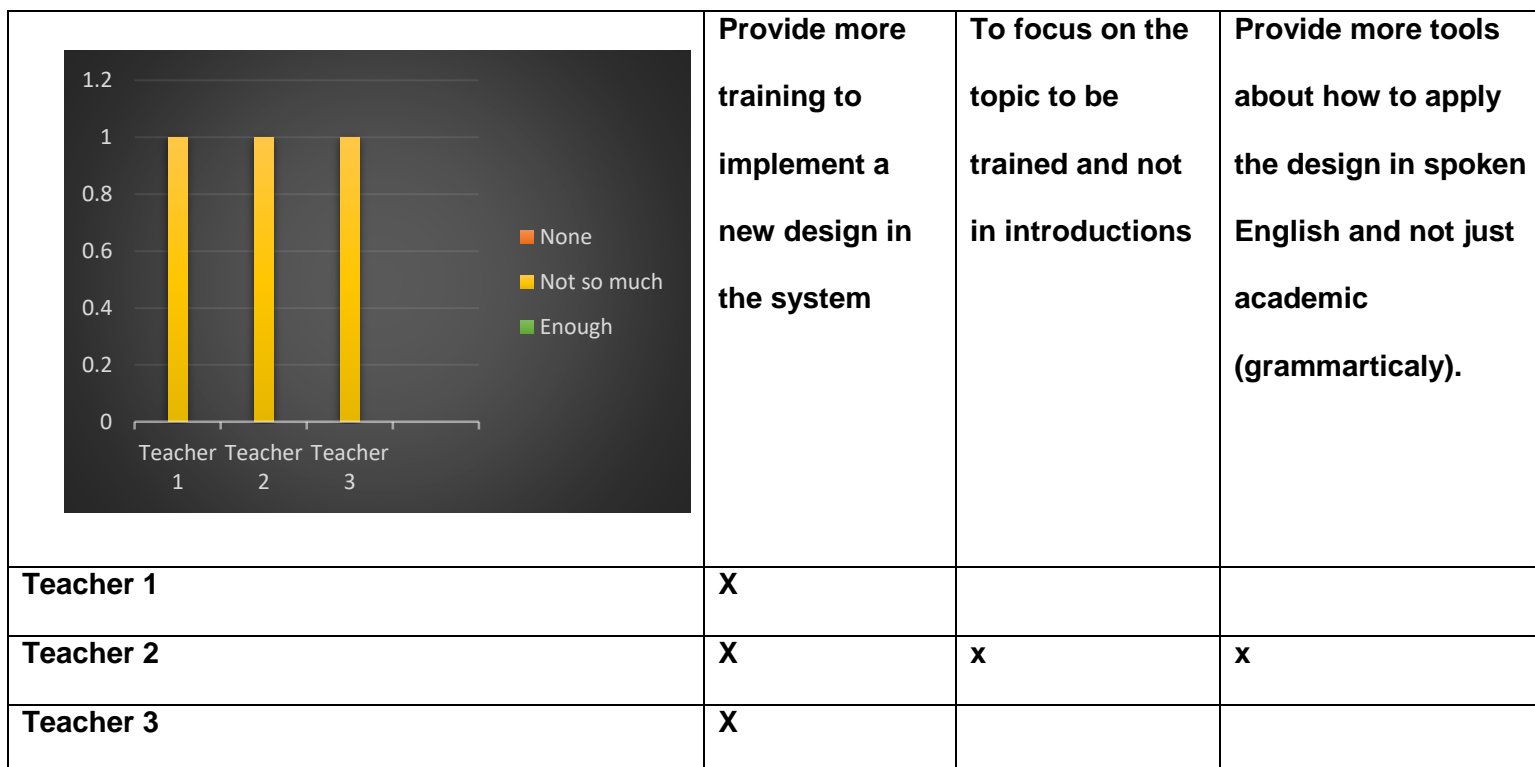 1.2
1
0.8
0.6
0.4
0.2
0
Teacher Teacher Teacher
1 2 3
None
Not so much
Enough
Provide more
training to
implement a
new design in
the system
To focus on the
topic to be
trained and not
in introductions
Provide more tools
about how to apply
the design in spoken
English and not just
academic
(grammarticaly).
Teacher 1 X
Teacher 2 X x x
Teacher 3 X